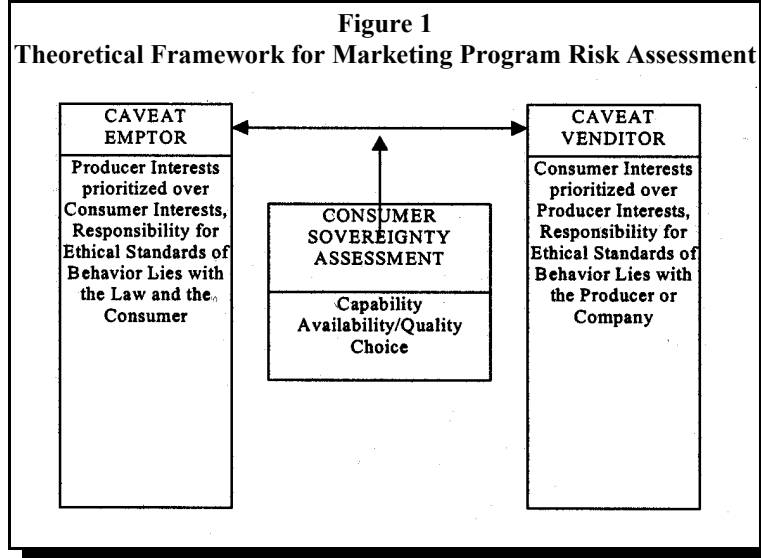 Figure 1
Theoretical Framework for Marketing Program Risk Assessment
CAVEAT
EMPTOR
Producer Interests
prioritized over
Consumer Interests,
Responsibility for
Ethical Standards of
Behavior Lies with
the Law and the
Consumer
CONSUMER
SOVEREIGNTY
ASSESSMENT
Capability
Availability/Quality
Choice
CAVEAT
VENDITOR
Consumer Interests
prioritized over
Producer Interests,
Responsibility for
Ethical Standards of
Behavior Lies with
the Producer or
Company